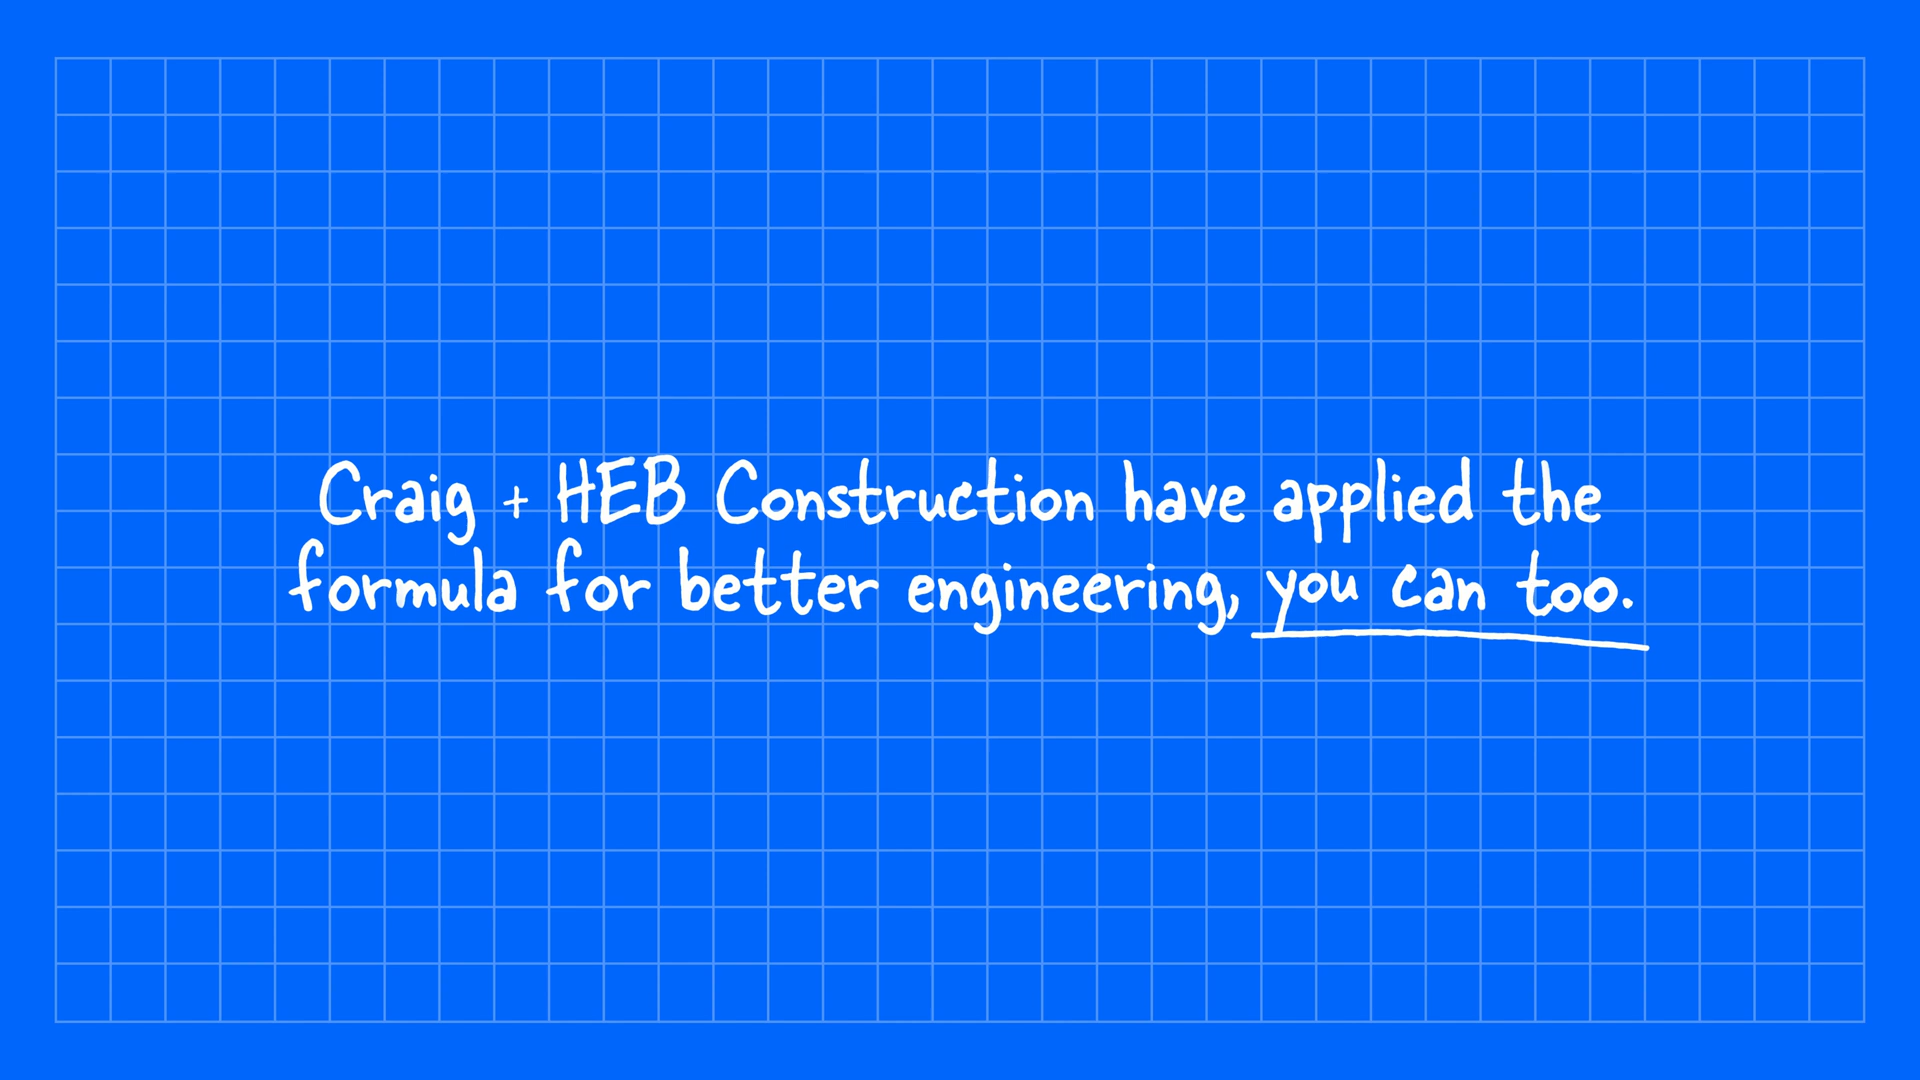 Craig + HEB Construction have applied the
formula for better engineering, you can too.